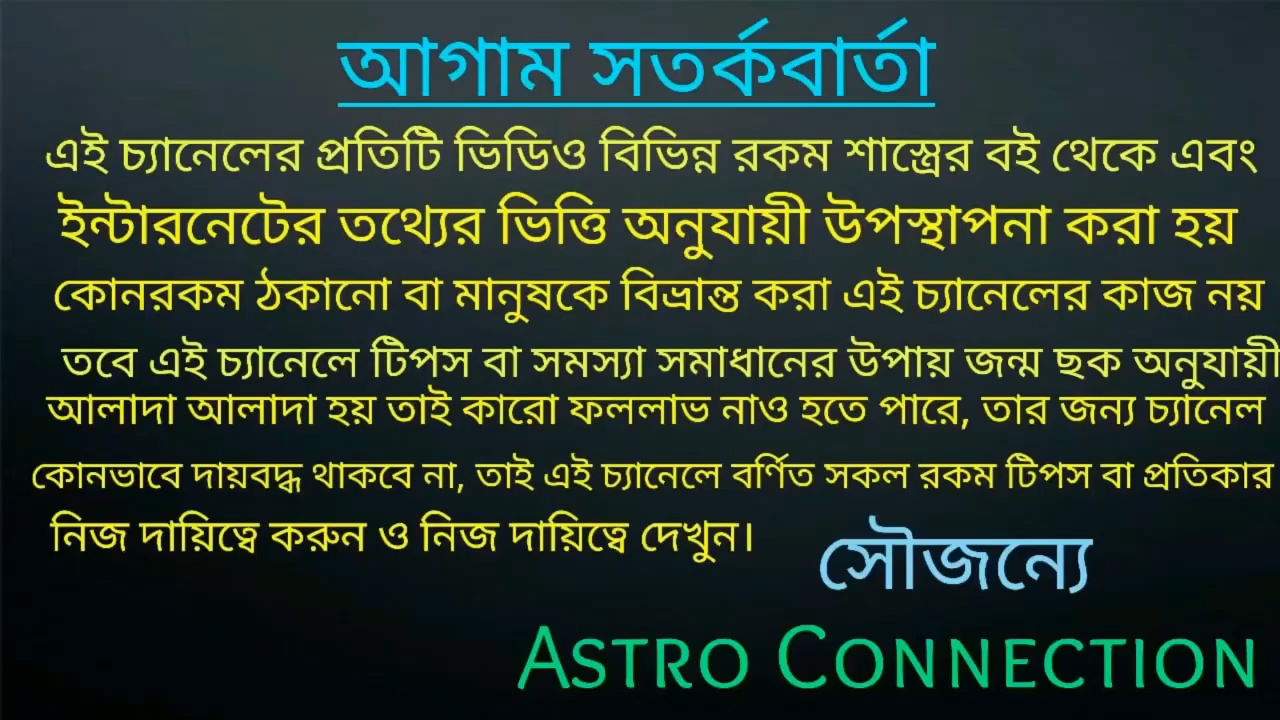 আগাম সতর্কবার্তা
এই চ্যানেলের প্রতিটি ভিডিও বিভিন্ন রকম শাস্ত্রের বই থেকে এবং
ইন্টারনেটের তথ্যের ভিত্তি অনুযায়ী উপস্থাপনা করা হয়
কোনরকম ঠকানো বা মানুষকে বিভ্রান্ত করা এই চ্যানেলের কাজ নয়
তবে এই চ্যানেলে টিপস বা সমস্যা সমাধানের উপায় জন্ম ছক অনুযায়ী
আলাদা আলাদা হয় তাই কারো ফললাভ নাও হতে পারে, তার জন্য চ্যানেল
কোনভাবে দায়বদ্ধ থাকবে না, তাই এই চ্যানেলে বর্ণিত সকল রকম টিপস বা প্রতিকার
নিজ দায়িত্বে করুন ও নিজ দায়িত্বে দেখুন।
সৌজন্যে
ASTRO CONNECTION